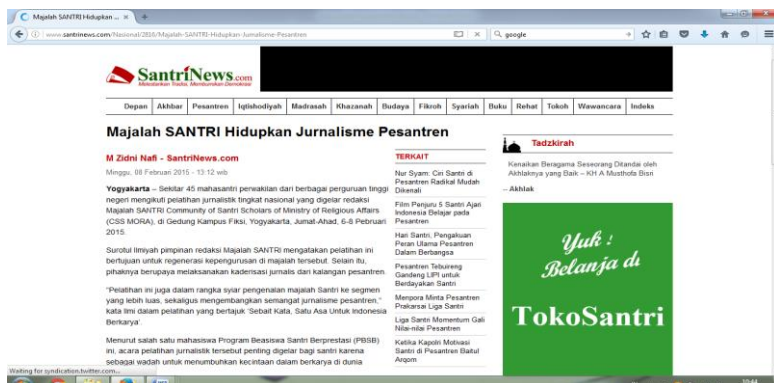 Majalah SANTRI Hidupkan ...
www.santrinews.com/Nasional/2816/Majalah-SANTRI-Hidupkan-Jurnalisme-Pesantren
google
SantriNews.com
Meledankan Tradisi, Membumikan Demokrasi
Depan Akhbar Pesantren Iqtishodiyah Madrasah Khazanah Budaya Fikroh Syariah Buku Rehat Tokoh Wawancara Indeks
Majalah SANTRI Hidupkan Jurnalisme Pesantren
M Zidni Nafi - SantriNews.com
Minggu, 08 Februari 2015 - 13:12 wib
Yogyakarta – Sekitar 45 mahasantri perwakilan dari berbagai perguruan tinggi
negeri mengikuti pelatihan jurnalistik tingkat nasional yang digelar redaksi
Majalah SANTRI Community of Santri Scholars of Ministry of Religious Affairs
(CSS MORA), di Gedung Kampus Fiksi, Yogyakarta, Jumat-Ahad, 6-8 Februari
2015.
Surotul Ilmiyah pimpinan redaksi Majalah SANTRI mengatakan pelatihan ini
bertujuan untuk regenerasi kepengurusan di majalah tersebut. Selain itu,
pihaknya berupaya melaksanakan kaderisasi jurnalis dari kalangan pesantren.
"Pelatihan ini juga dalam rangka syiar pengenalan majalah Santri ke segmen
yang lebih luas, sekaligus mengembangkan semangat jurnalisme pesantren,"
kata Ilmi dalam pelatihan yang bertajuk 'Sebait Kata, Satu Asa Untuk Indonesia
Berkarya'.
Menurut salah satu mahasiswa Program Beasiswa Santri Berprestasi (PBSB)
ini, acara pelatihan jurnalistik tersebut penting digelar bagi santri karena
sebagai wadah untuk menumbuhkan kecintaan dalam berkarya di dunia
TERKAIT
Nur Syam: Ciri Santri di
Pesantren Radikal Mudah
Dikenali
Film Penjuru 5 Santri Ajari
Indonesia Belajar pada
Pesantren
Hari Santri, Pengakuan
Peran Ulama Pesantren
Dalam Berbangsa
Pesantren Tebuireng
Gandeng LIPI untuk
Berdayakan Santri
Menpora Minta Pesantren
Prakarsai Liga Santri
Liga Santri Momentum Gali
Nilai-nilai Pesantren
Ketika Kapolri Motivasi
Santri di Pesantren Baitul
Arqom
Tadzkirah
Kenaikan Beragama Seseorang Ditandai oleh
Akhlaknya yang Baik – KH A Musthofa Bisri
-- Akhlak
Yuk :
Belanja di
TokoSantri
Waiting for syndication.twitter.com...
10:44